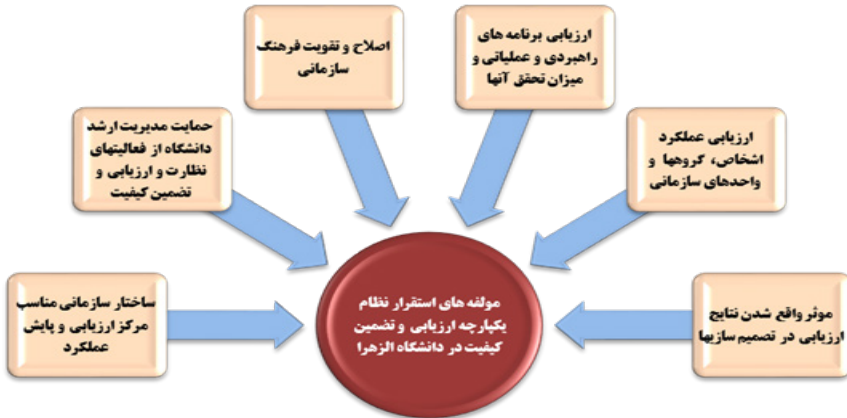 ارزیابی برنامه های
راهبردی و عملیاتی و
میزان تحقق آنها
اصلاح و تقویت فرهنگ
سازمانی
ارزیابی عملکرد
اشخاص، گروهها و
واحدهای سازمانی
حمایت مدیریت ارشد
دانشگاه از فعالیتهای
نظارت و ارزیابی و
تضمین کیفیت
موثر واقع شدن نتایج
ارزیابی در تصمیم سازیها
مولفه های استقرار نظام
یکپارچه ارزیابی و تضمین
کیفیت در دانشگاه الزهرا
ساختار سازمانی مناسب
مرکز ارزیابی و پایش
عملکرد